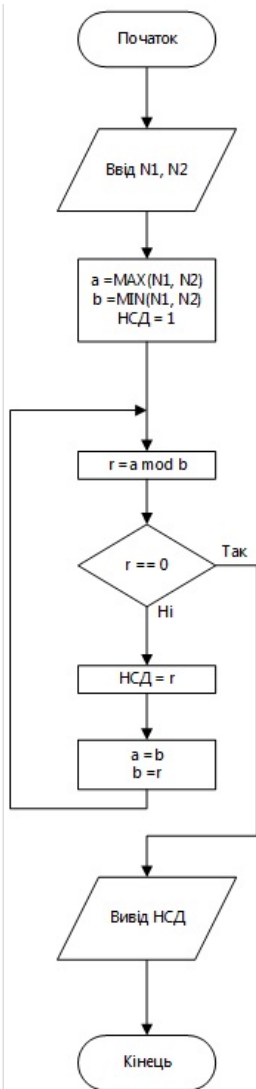 Початок
Ввід N1, N2
a =MAX(N1, N2)
b =MIN(N1, N2)
НСД = 1
r =a mod b
r == 0
Так
Ні
НСД = r
a =b
b =r
Вивід НСД
Кінець